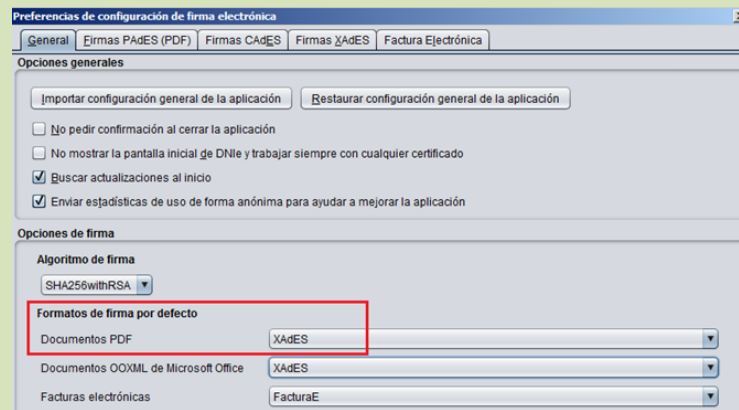 Preferencias de configuración de firma electrónica
General Firmas PAdES (PDF) Firmas CAdES Firmas XAdES Factura Electrónica
Opciones generales
Importar configuración general de la aplicación Restaurar configuración general de la aplicación
No pedir confirmación al cerrar la aplicación
No mostrar la pantalla inicial de DNIe y trabajar siempre con cualquier certificado
Buscar actualizaciones al inicio
Enviar estadísticas de uso de forma anónima para ayudar a mejorar la aplicación
Opciones de firma
Algoritmo de firma
SHA256withRSA
Formatos de firma por defecto
Documentos PDF XAdES
Documentos OOXML de Microsoft Office XAdES
Facturas electrónicas FacturaE